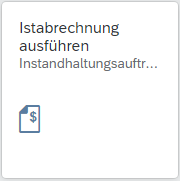 Istabrechnung
ausführen
Instandhaltungsauftr...
$